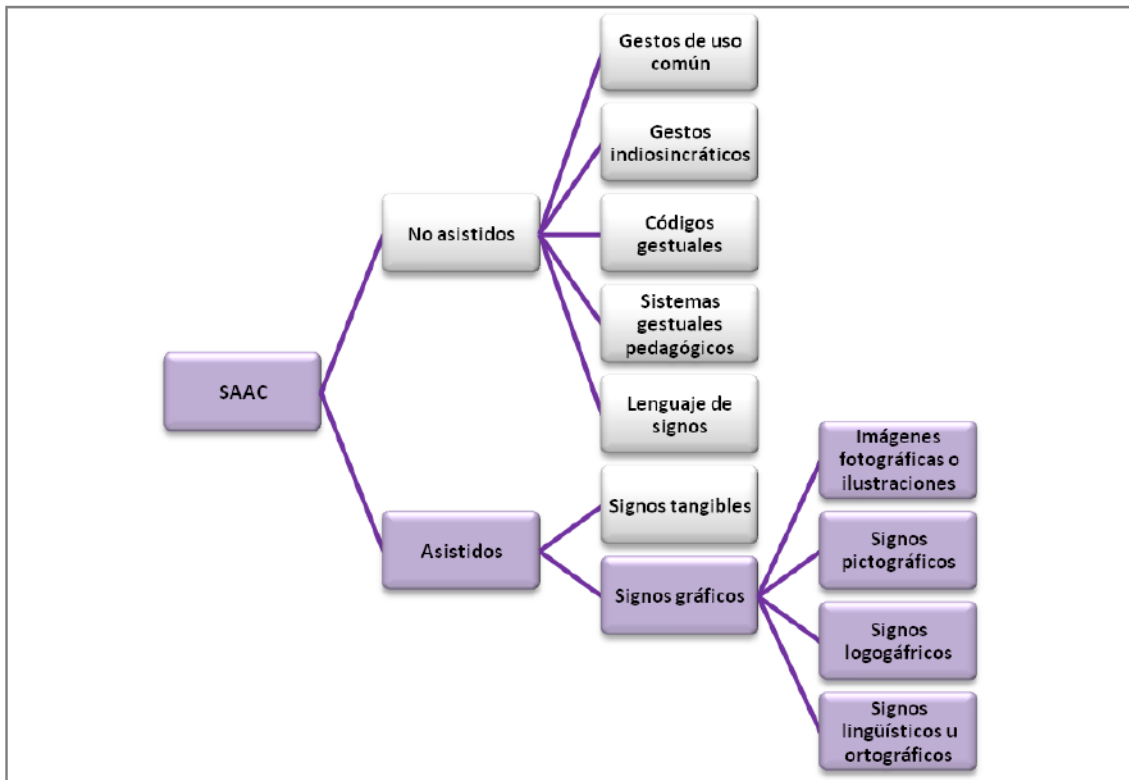 Gestos de uso
común
Gestos
indiosincráticos
No asistidos
Códigos
gestuales
Sistemas
gestuales
pedagógicos
SAAC
Lenguaje de
signos
Imágenes
fotográficas o
ilustraciones
Signos tangibles
Asistidos
Signos
pictográficos
Signos gráficos
Signos
logogáfricos
Signos
lingüísticos u
ortográficos